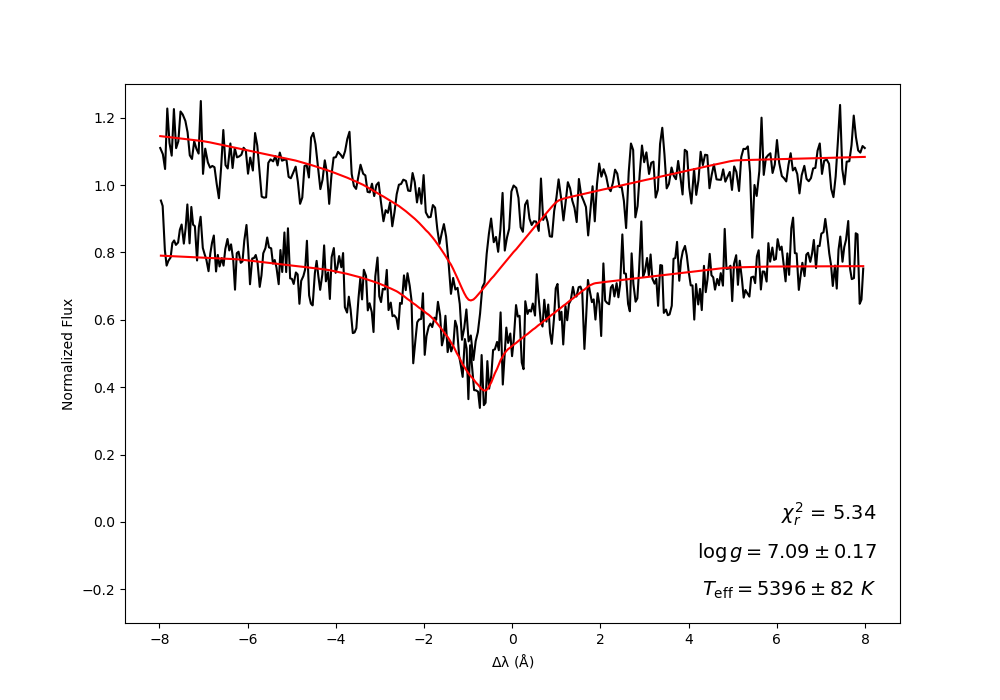 1.2
1.0
0.8
0.6
0.4
0.2
0.0
−0.2
Normalized Flux
χ²ᵣ = 5.34
log g = 7.09 ± 0.17
T_eff = 5396 ± 82 K
−8 −6 −4 −2 0 2 4 6 8
Δλ (Å)